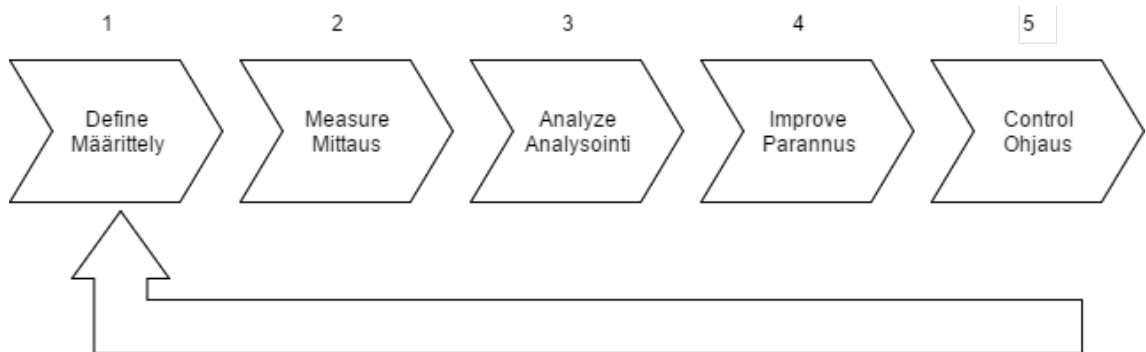 1
2
3
4
5
Define
Määrittely
Measure
Mittaus
Analyze
Analysointi
Improve
Parannus
Control
Ohjaus